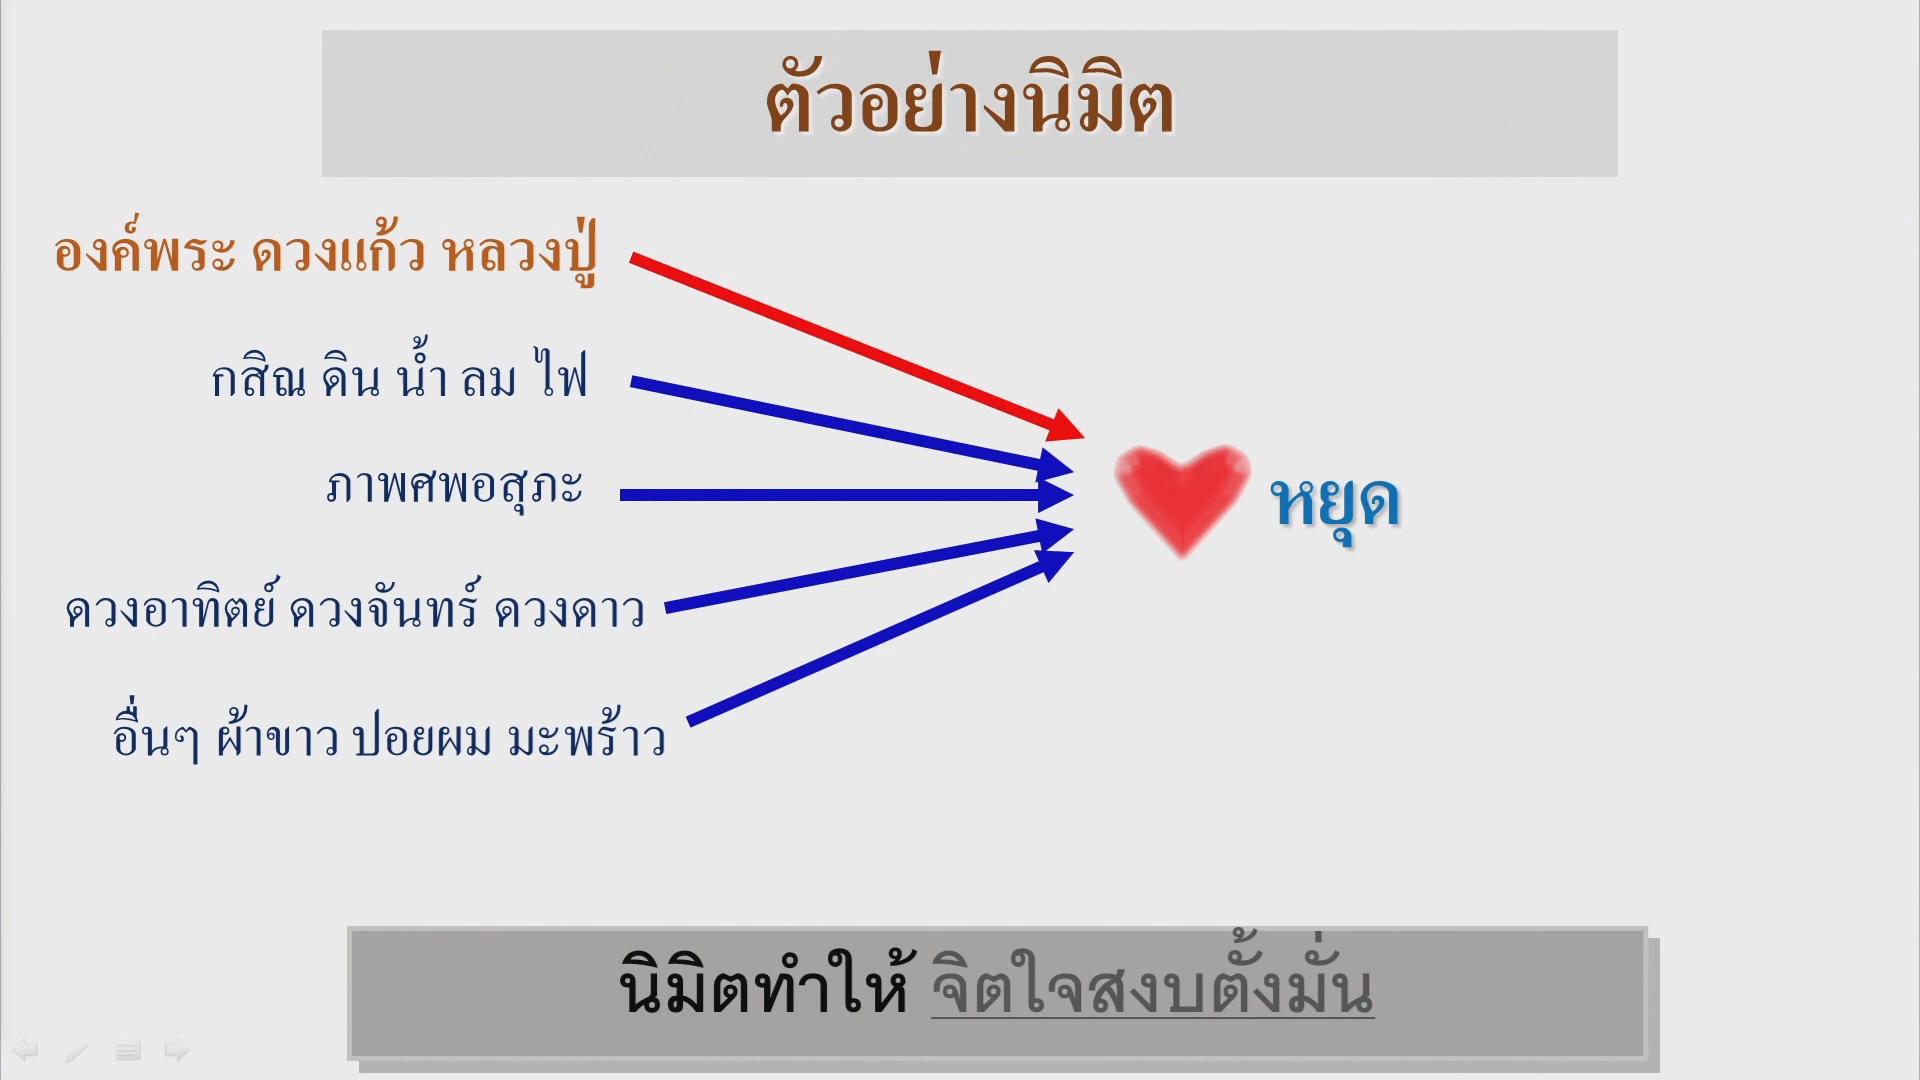 ตัวอย่างนิมิต
องค์พระ ดวงแก้ว หลวงปู่
กสิณ ดิน น้ำ ลม ไฟ
ภาพศพอสุภะ
หยุด
ดวงอาทิตย์ ดวงจันทร์ ดวงดาว
อื่นๆ ผ้าขาว ปอยผม มะพร้าว
นิมิตทำให้ จิตใจสงบตั้งมั่น